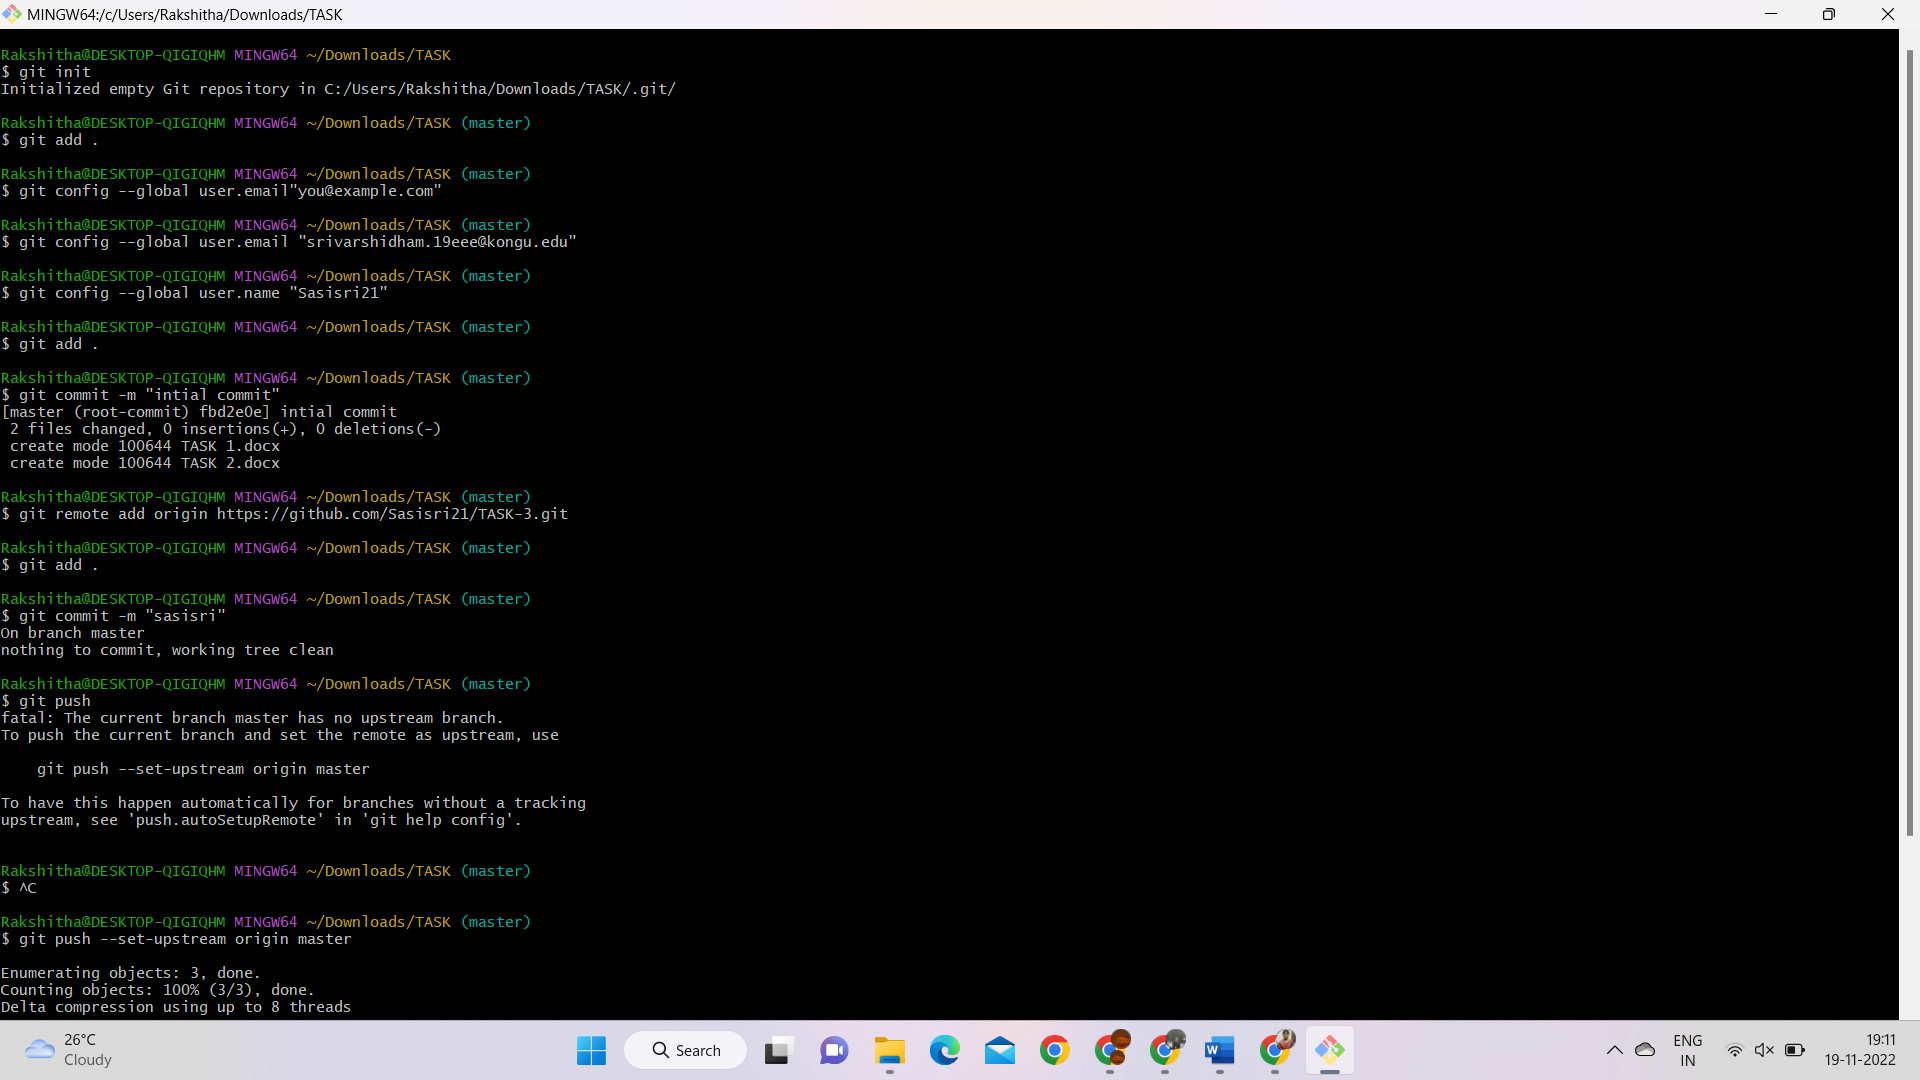 MINGW64:/c/Users/Rakshitha/Downloads/TASK
Rakshitha@DESKTOP-QIGIQHM MINGW64 ~/Downloads/TASK
$ git init
Initialized empty Git repository in C:/Users/Rakshitha/Downloads/TASK/.git/
Rakshitha@DESKTOP-QIGIQHM MINGW64 ~/Downloads/TASK (master)
$ git add .
Rakshitha@DESKTOP-QIGIQHM MINGW64 ~/Downloads/TASK (master)
$ git config --global user.email"you@example.com"
Rakshitha@DESKTOP-QIGIQHM MINGW64 ~/Downloads/TASK (master)
$ git config --global user.email "srivarshidham.19eee@kongu.edu"
Rakshitha@DESKTOP-QIGIQHM MINGW64 ~/Downloads/TASK (master)
$ git config --global user.name "Sasisri21"
Rakshitha@DESKTOP-QIGIQHM MINGW64 ~/Downloads/TASK (master)
$ git add .
Rakshitha@DESKTOP-QIGIQHM MINGW64 ~/Downloads/TASK (master)
$ git commit -m "intial commit"
[master (root-commit) fbd2e0e] intial commit
 2 files changed, 0 insertions(+), 0 deletions(-)
 create mode 100644 TASK 1.docx
 create mode 100644 TASK 2.docx
Rakshitha@DESKTOP-QIGIQHM MINGW64 ~/Downloads/TASK (master)
$ git remote add origin https://github.com/Sasisri21/TASK-3.git
Rakshitha@DESKTOP-QIGIQHM MINGW64 ~/Downloads/TASK (master)
$ git add .
Rakshitha@DESKTOP-QIGIQHM MINGW64 ~/Downloads/TASK (master)
$ git commit -m "sasisri"
On branch master
nothing to commit, working tree clean
Rakshitha@DESKTOP-QIGIQHM MINGW64 ~/Downloads/TASK (master)
$ git push
fatal: The current branch master has no upstream branch.
To push the current branch and set the remote as upstream, use
    git push --set-upstream origin master
To have this happen automatically for branches without a tracking
upstream, see 'push.autoSetupRemote' in 'git help config'.
Rakshitha@DESKTOP-QIGIQHM MINGW64 ~/Downloads/TASK (master)
$ ^C
Rakshitha@DESKTOP-QIGIQHM MINGW64 ~/Downloads/TASK (master)
$ git push --set-upstream origin master
Enumerating objects: 3, done.
Counting objects: 100% (3/3), done.
Delta compression using up to 8 threads
26°C
Cloudy
Search
W
ENG
IN
19:11
19-11-2022